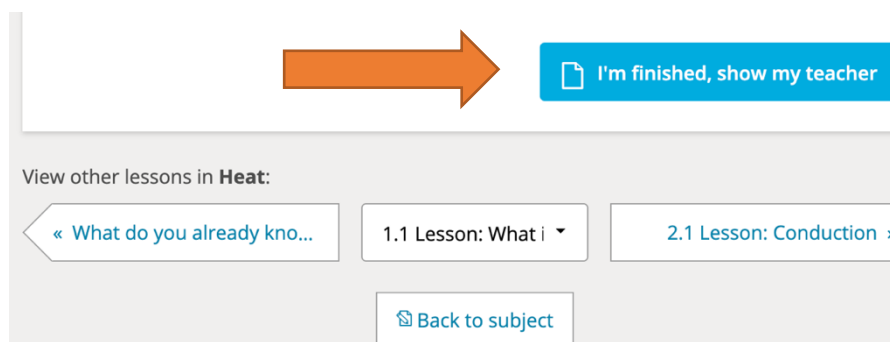 I'm finished, show my teacher
View other lessons in Heat:
« What do you already kno...
1.1 Lesson: What i
2.1 Lesson: Conduction »
Back to subject